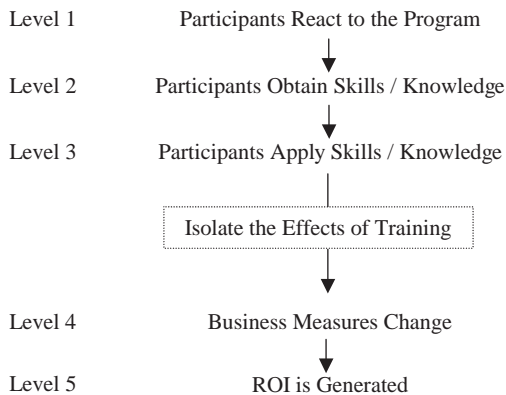 Level 1 Participants React to the Program
Level 2 Participants Obtain Skills / Knowledge
Level 3 Participants Apply Skills / Knowledge
Isolate the Effects of Training
Level 4 Business Measures Change
Level 5 ROI is Generated